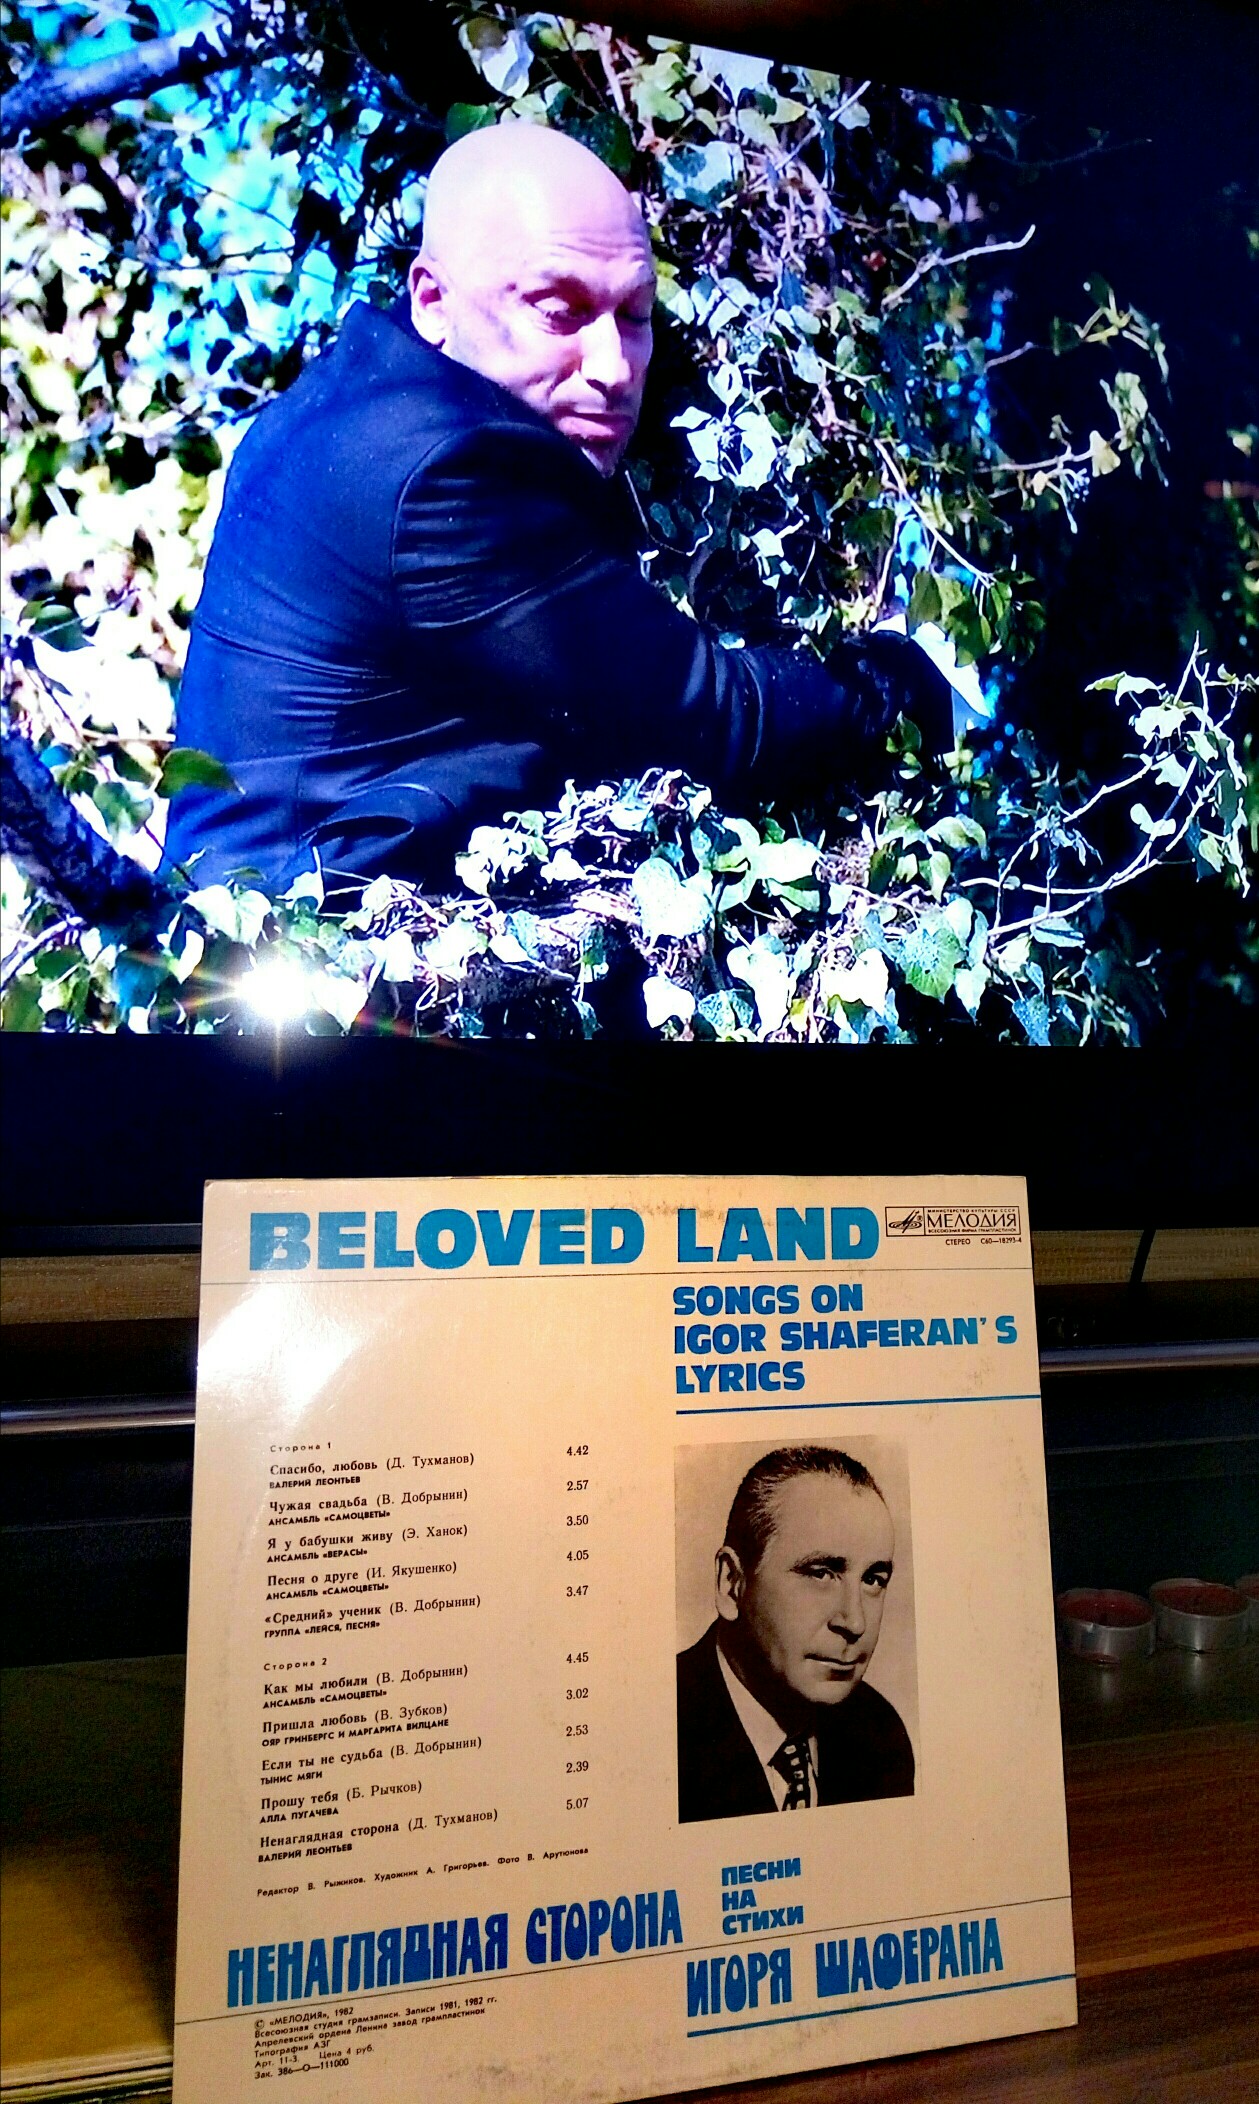 BELOVED LAND
МИНИСТЕРСТВО КУЛЬТУРЫ СССР
МЕЛОДИЯ
ВСЕСОЮЗНАЯ ФИРМА ГРАМПЛАСТИНОК
СТЕРЕО С60—18293-4
SONGS ON
IGOR SHAFERAN'S
LYRICS
Сторона 1
Спасибо, любовь (Д. Тухманов) 4.42
ВАЛЕРИЙ ЛЕОНТЬЕВ
Чужая свадьба (В. Добрынин) 2.57
АНСАМБЛЬ «САМОЦВЕТЫ»
Я у бабушки живу (Э. Ханок) 3.50
АНСАМБЛЬ «ВЕРАСЫ»
Песня о друге (И. Якушенко) 4.05
АНСАМБЛЬ «САМОЦВЕТЫ»
«Средний» ученик (В. Добрынин) 3.47
ГРУППА «ЛЕЙСЯ, ПЕСНЯ»
Сторона 2
Как мы любили (В. Добрынин) 4.45
АНСАМБЛЬ «САМОЦВЕТЫ»
Пришла любовь (В. Зубков) 3.02
ОЯР ГРИНБЕРГС И МАРГАРИТА ВИЛЦАНЕ
Если ты не судьба (В. Добрынин) 2.53
ТЫНИС МЯГИ
Прошу тебя (Б. Рычков) 2.39
АЛЛА ПУГАЧЕВА
Ненаглядная сторона (Д. Тухманов) 5.07
ВАЛЕРИЙ ЛЕОНТЬЕВ
Редактор В. Рыжиков. Художник А. Григорьев. Фото В. Арутюнова
НЕНАГЛЯДНАЯ СТОРОНА
ПЕСНИ
НА
СТИХИ
ИГОРЯ ШАФЕРАНА
© «МЕЛОДИЯ», 1982
Всесоюзная студия грамзаписи. Записи 1981, 1982 гг.
Апрелевский ордена Ленина завод грампластинок
Типография АЗГ
Арт. 11-3. Цена 4 руб.
Зак. 386—О—111000